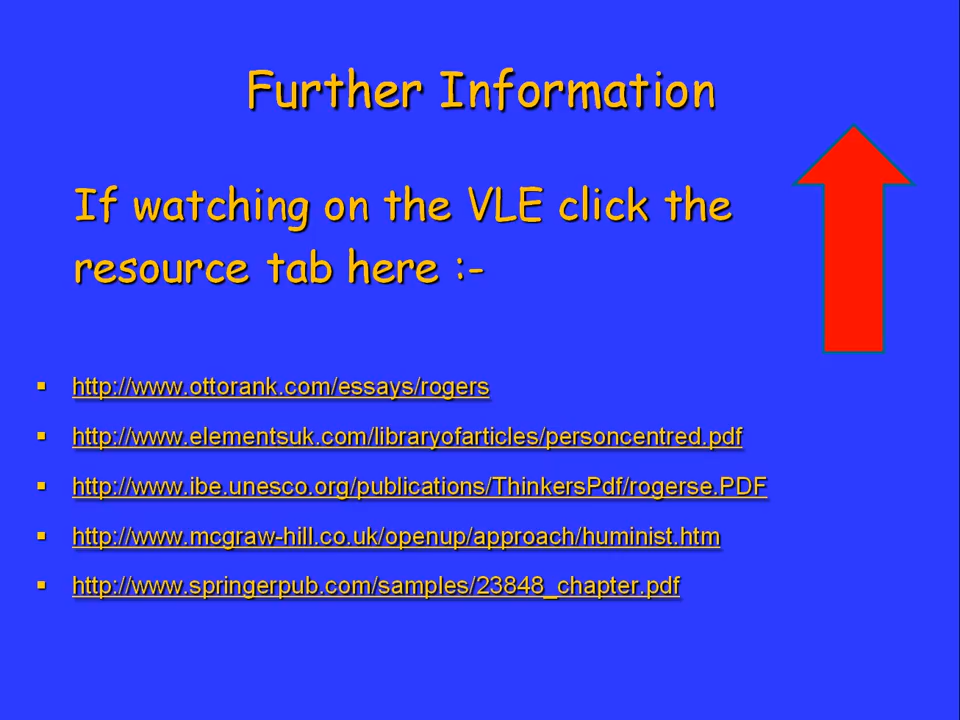 Further Information
If watching on the VLE click the
resource tab here :-
http://www.ottorank.com/essays/rogers
http://www.elementsuk.com/libraryofarticles/personcentred.pdf
http://www.ibe.unesco.org/publications/ThinkersPdf/rogerse.PDF
http://www.mcgraw-hill.co.uk/openup/approach/huminist.htm
http://www.springerpub.com/samples/23848_chapter.pdf